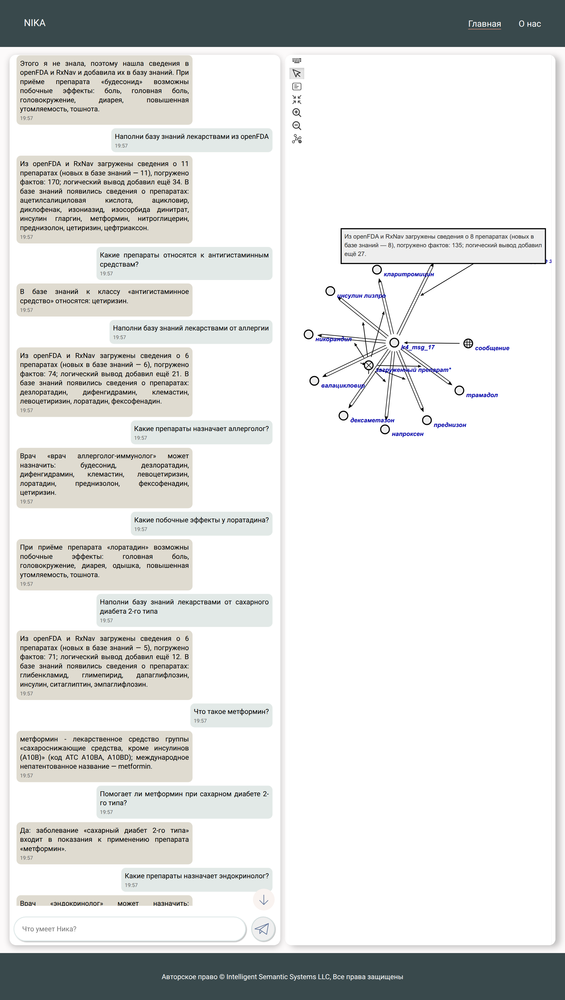 NIKA
Главная
О нас
Этого я не знала, поэтому нашла сведения в
openFDA и RxNav и добавила их в базу знаний. При
приёме препарата «будесонид» возможны
побочные эффекты: боль, головная боль,
головокружение, диарея, повышенная
утомляемость, тошнота.
19:57
Наполни базу знаний лекарствами из openFDA
19:57
Из openFDA и RxNav загружены сведения о 11
препаратах (новых в базе знаний — 11), погружено
фактов: 170; логический вывод добавил ещё 34. В
базе знаний появились сведения о препаратах:
ацетилсалициловая кислота, ацикловир,
диклофенак, изониазид, изосорбида динитрат,
инсулин гларгин, метформин, нитроглицерин,
преднизолон, цетиризин, цефтриаксон.
19:57
Какие препараты относятся к антигистаминным
средствам?
19:57
В базе знаний к классу «антигистаминное
средство» относятся: цетиризин.
19:57
Наполни базу знаний лекарствами от аллергии
19:57
Из openFDA и RxNav загружены сведения о 6
препаратах (новых в базе знаний — 6), погружено
фактов: 74; логический вывод добавил ещё 21. В
базе знаний появились сведения о препаратах:
дезлоратадин, дифенгидрамин, клемастин,
левоцетиризин, лоратадин, фексофенадин.
19:57
Какие препараты назначает аллерголог?
19:57
Врач «врач аллерголог-иммунолог» может
назначить: будесонид, дезлоратадин,
дифенгидрамин, клемастин, левоцетиризин,
лоратадин, преднизолон, фексофенадин,
цетиризин.
19:57
Какие побочные эффекты у лоратадина?
19:57
При приёме препарата «лоратадин» возможны
побочные эффекты: головная боль,
головокружение, диарея, одышка, повышенная
утомляемость, тошнота.
19:57
Наполни базу знаний лекарствами от сахарного
диабета 2-го типа
19:57
Из openFDA и RxNav загружены сведения о 6
препаратах (новых в базе знаний — 5), погружено
фактов: 71; логический вывод добавил ещё 12. В
базе знаний появились сведения о препаратах:
глибенкламид, глимепирид, дапаглифлозин,
инсулин, ситаглиптин, эмпаглифлозин.
19:57
Что такое метформин?
19:57
метформин - лекарственное средство группы
«сахароснижающие средства, кроме инсулинов
(A10B)» (код ATC A10BA, A10BD); международное
непатентованное название — metformin.
19:57
Помогает ли метформин при сахарном диабете 2-
го типа?
19:57
Да: заболевание «сахарный диабет 2-го типа»
входит в показания к применению препарата
«метформин».
19:57
Какие препараты назначает эндокринолог?
19:57
Врач «эндокринолог» может назначить:
Что умеет Ника?
Из openFDA и RxNav загружены сведения о 8 препаратах (новых в
базе знаний — 8), погружено фактов: 135; логический вывод добавил
ещё 27.
кларитромицин
инсулин лизпро
никорандил
lr4_msg_17
сообщение
загруженный препарат*
валацикловир
трамадол
дексаметазон
преднизон
напроксен
Авторское право © Intelligent Semantic Systems LLC, Все права защищены